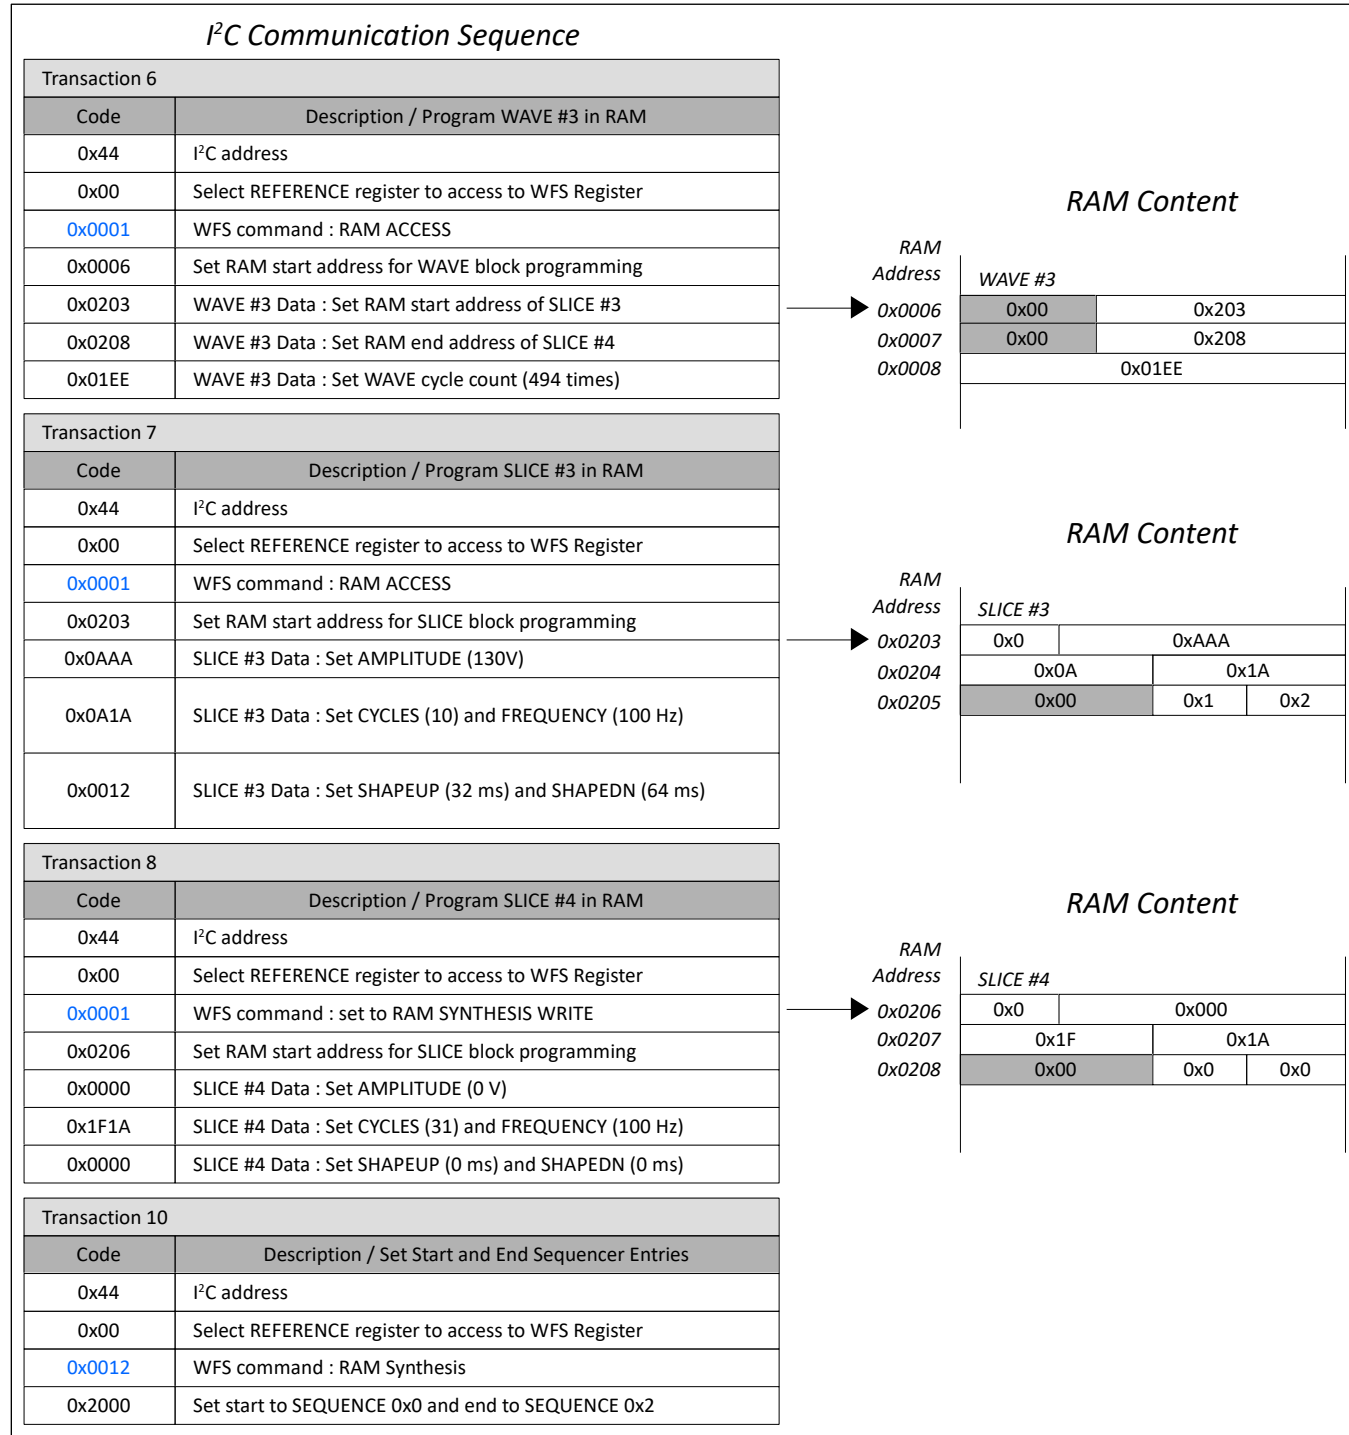 I²C Communication Sequence
Transaction 6
Code Description / Program WAVE #3 in RAM
0x44 I²C address
0x00 Select REFERENCE register to access to WFS Register
0x0001 WFS command : RAM ACCESS
0x0006 Set RAM start address for WAVE block programming
0x0203 WAVE #3 Data : Set RAM start address of SLICE #3
0x0208 WAVE #3 Data : Set RAM end address of SLICE #4
0x01EE WAVE #3 Data : Set WAVE cycle count (494 times)
RAM Content
RAM
Address WAVE #3
0x0006 0x00 0x203
0x0007 0x00 0x208
0x0008 0x01EE
Transaction 7
Code Description / Program SLICE #3 in RAM
0x44 I²C address
0x00 Select REFERENCE register to access to WFS Register
0x0001 WFS command : RAM ACCESS
0x0203 Set RAM start address for SLICE block programming
0x0AAA SLICE #3 Data : Set AMPLITUDE (130V)
0x0A1A SLICE #3 Data : Set CYCLES (10) and FREQUENCY (100 Hz)
0x0012 SLICE #3 Data : Set SHAPEUP (32 ms) and SHAPEDN (64 ms)
RAM Content
RAM
Address SLICE #3
0x0203 0x0 0xAAA
0x0204 0x0A 0x1A
0x0205 0x00 0x1 0x2
Transaction 8
Code Description / Program SLICE #4 in RAM
0x44 I²C address
0x00 Select REFERENCE register to access to WFS Register
0x0001 WFS command : set to RAM SYNTHESIS WRITE
0x0206 Set RAM start address for SLICE block programming
0x0000 SLICE #4 Data : Set AMPLITUDE (0 V)
0x1F1A SLICE #4 Data : Set CYCLES (31) and FREQUENCY (100 Hz)
0x0000 SLICE #4 Data : Set SHAPEUP (0 ms) and SHAPEDN (0 ms)
RAM Content
RAM
Address SLICE #4
0x0206 0x0 0x000
0x0207 0x1F 0x1A
0x0208 0x00 0x0 0x0
Transaction 10
Code Description / Set Start and End Sequencer Entries
0x44 I²C address
0x00 Select REFERENCE register to access to WFS Register
0x0012 WFS command : RAM Synthesis
0x2000 Set start to SEQUENCE 0x0 and end to SEQUENCE 0x2